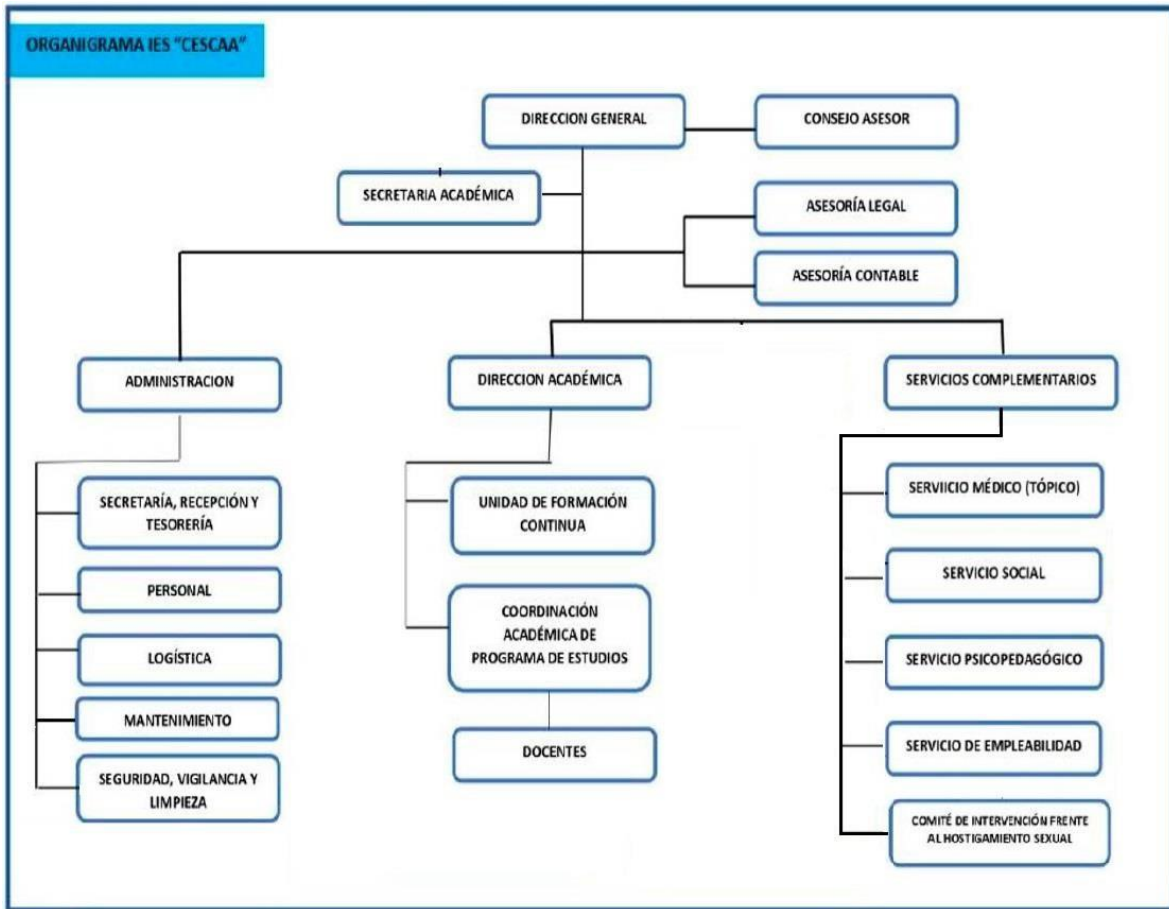 ORGANIGRAMA IES "CESCAA"
DIRECCION GENERAL
CONSEJO ASESOR
SECRETARIA ACADÉMICA
ASESORÍA LEGAL
ASESORÍA CONTABLE
ADMINISTRACION
DIRECCION ACADÉMICA
SERVICIOS COMPLEMENTARIOS
SECRETARÍA, RECEPCIÓN Y
TESORERÍA
PERSONAL
LOGÍSTICA
MANTENIMIENTO
SEGURIDAD, VIGILANCIA Y
LIMPIEZA
UNIDAD DE FORMACIÓN
CONTINUA
COORDINACIÓN
ACADÉMICA DE
PROGRAMA DE ESTUDIOS
DOCENTES
SERVIICIO MÉDICO (TÓPICO)
SERVICIO SOCIAL
SERVICIO PSICOPEDAGÓGICO
SERVICIO DE EMPLEABILIDAD
COMITÉ DE INTERVENCIÓN FRENTE
AL HOSTIGAMIENTO SEXUAL